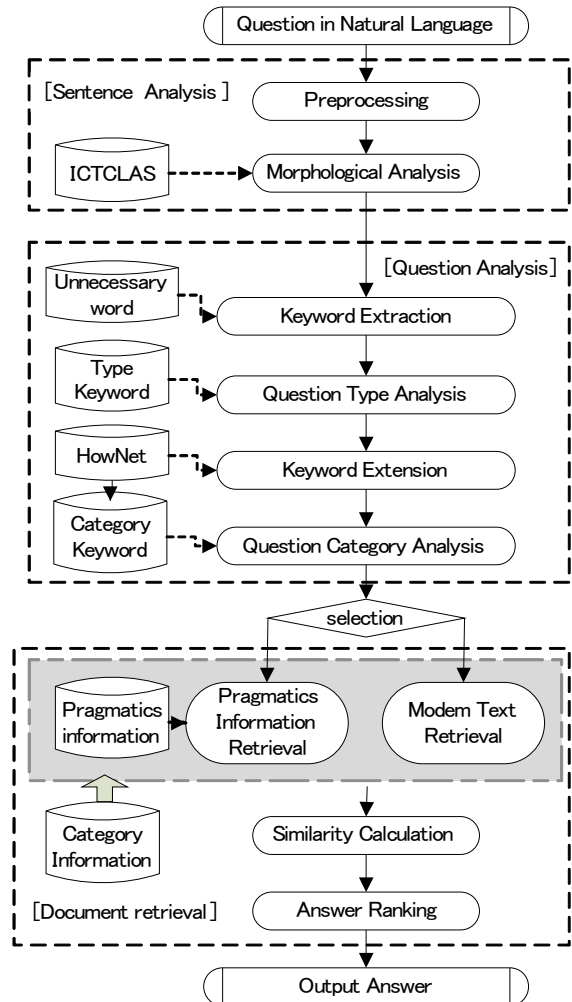 Question in Natural Language
[Sentence Analysis]
Preprocessing
ICTCLAS
Morphological Analysis
[Question Analysis]
Unnecessary
word
Keyword Extraction
Type
Keyword
Question Type Analysis
HowNet
Keyword Extension
Category
Keyword
Question Category Analysis
selection
Pragmatics
information
Pragmatics
Information
Retrieval
Modem Text
Retrieval
Category
Information
Similarity Calculation
[Document retrieval]
Answer Ranking
Output Answer